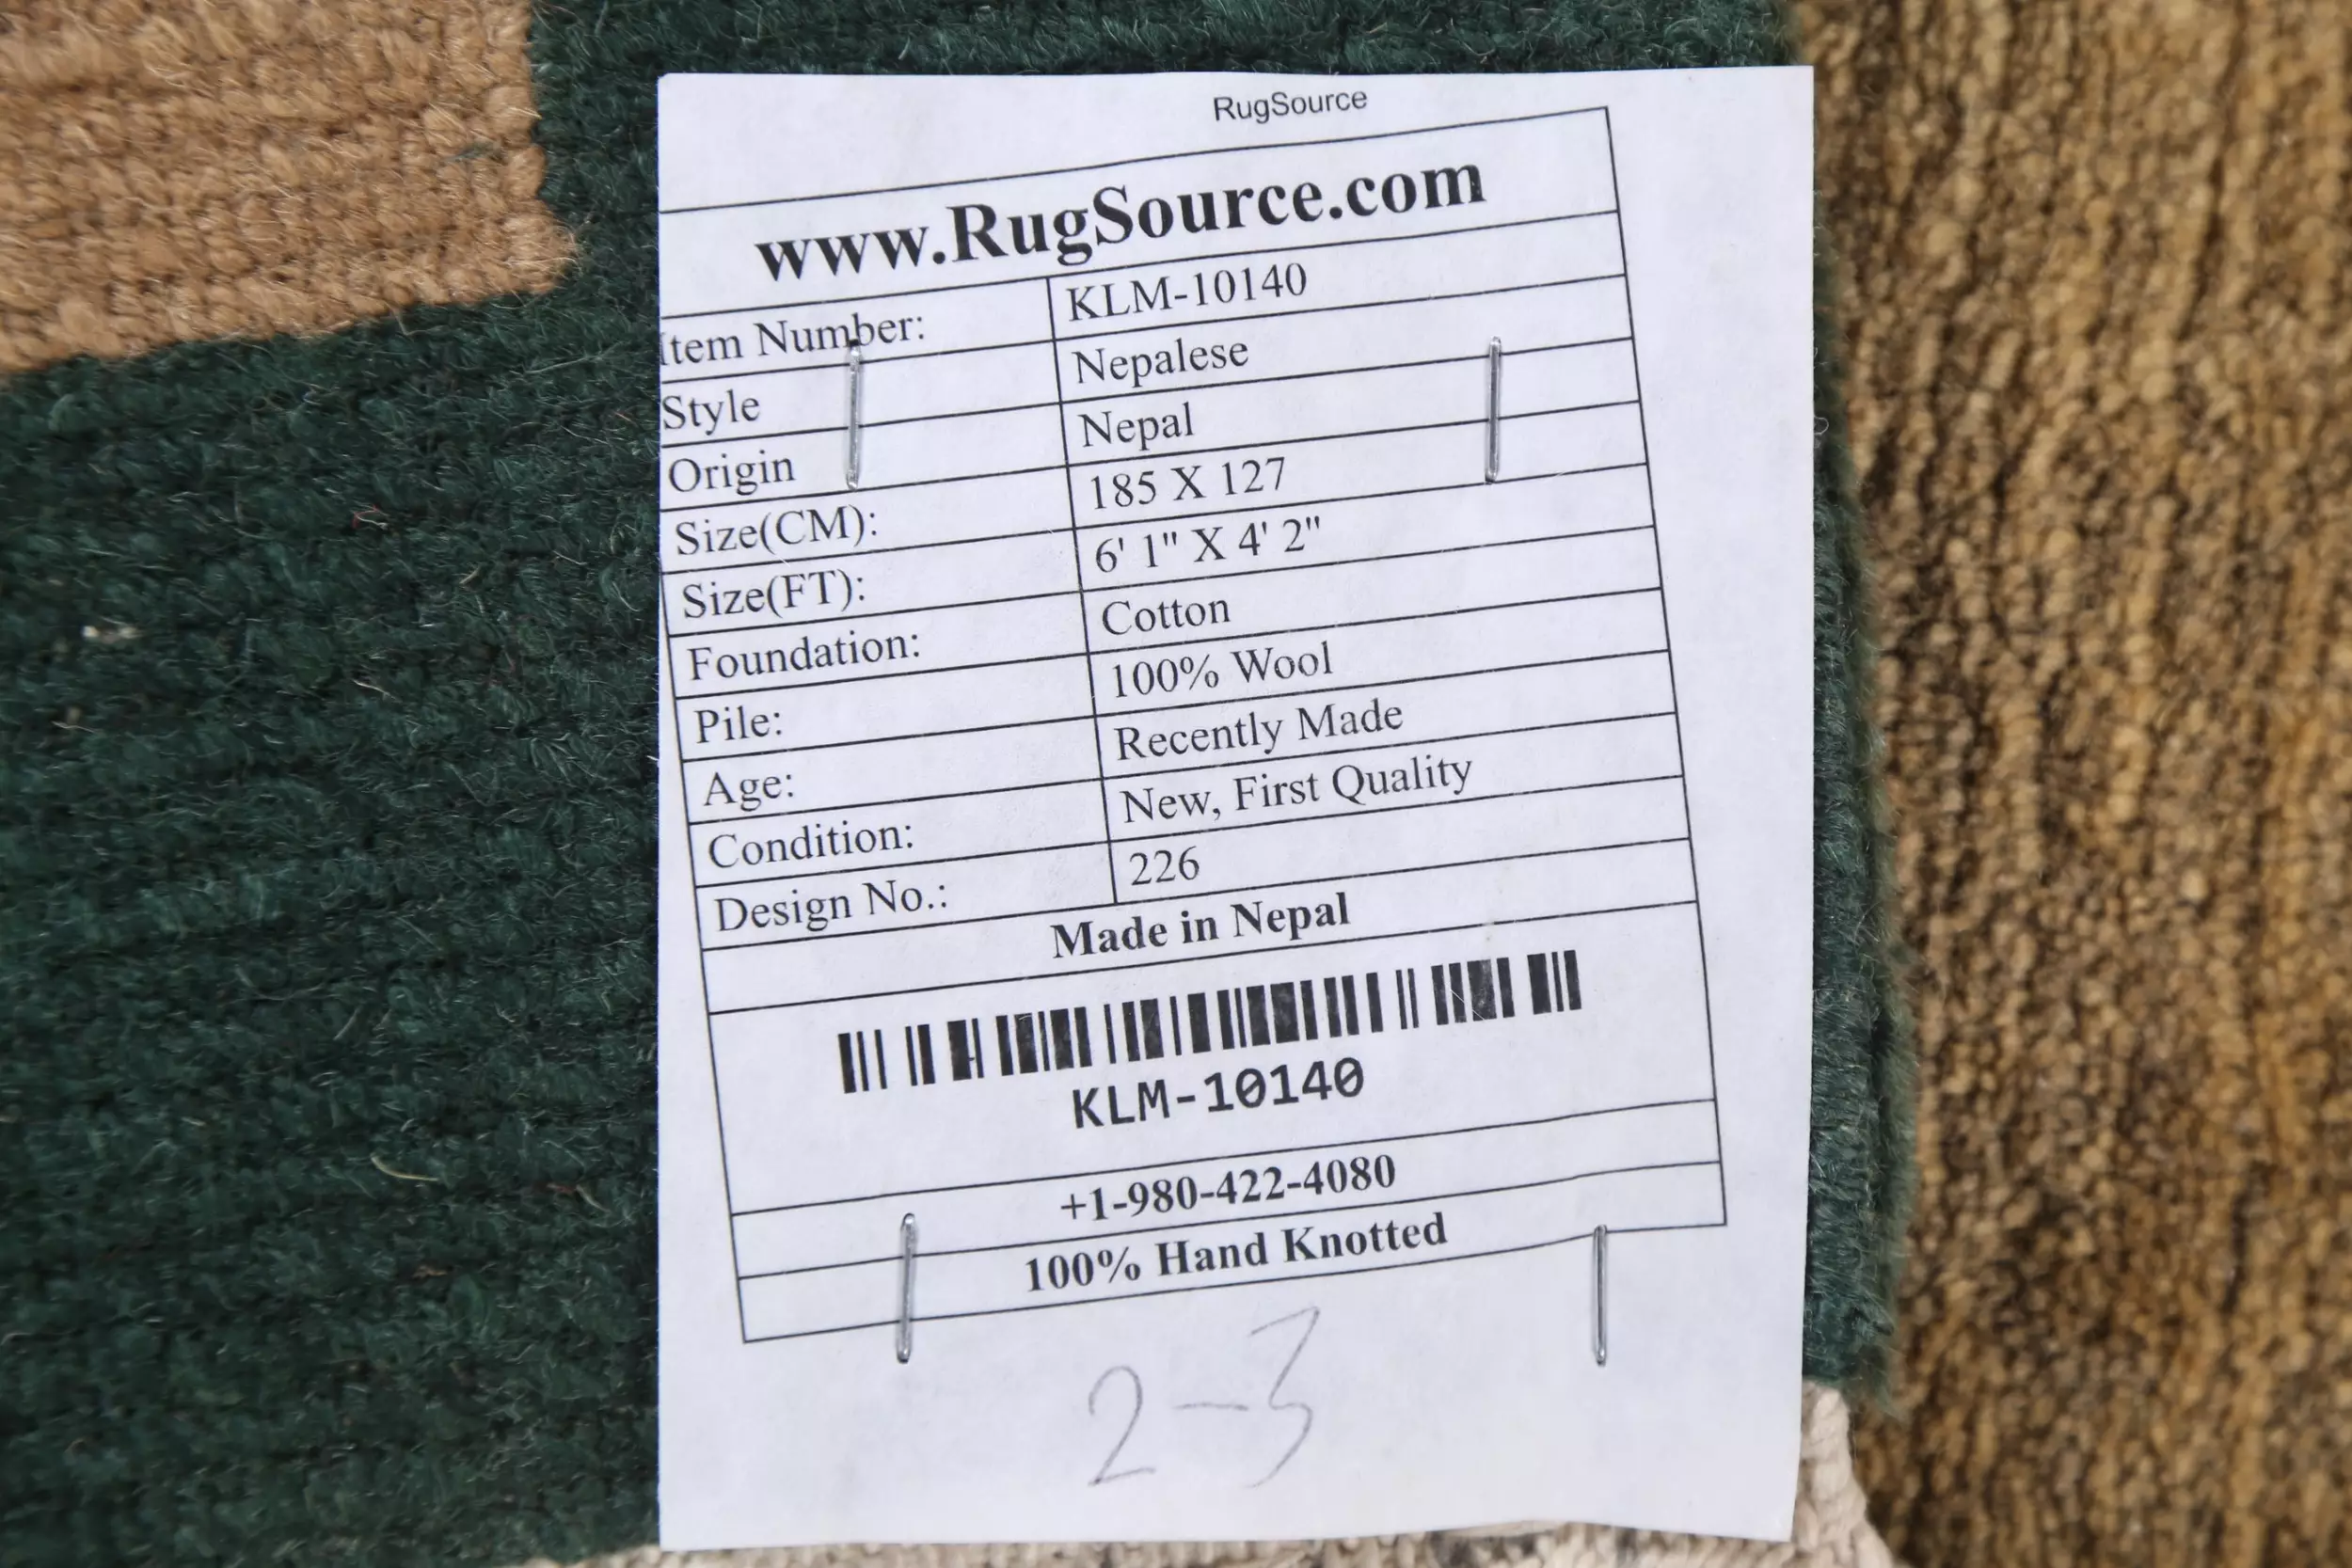 RugSource
www.RugSource.com
Item Number: KLM-10140
Style Nepalese
Origin Nepal
Size(CM): 185 X 127
Size(FT): 6' 1" X 4' 2"
Foundation: Cotton
Pile: 100% Wool
Age: Recently Made
Condition: New, First Quality
Design No.: 226
Made in Nepal
KLM-10140
+1-980-422-4080
100% Hand Knotted
2-3